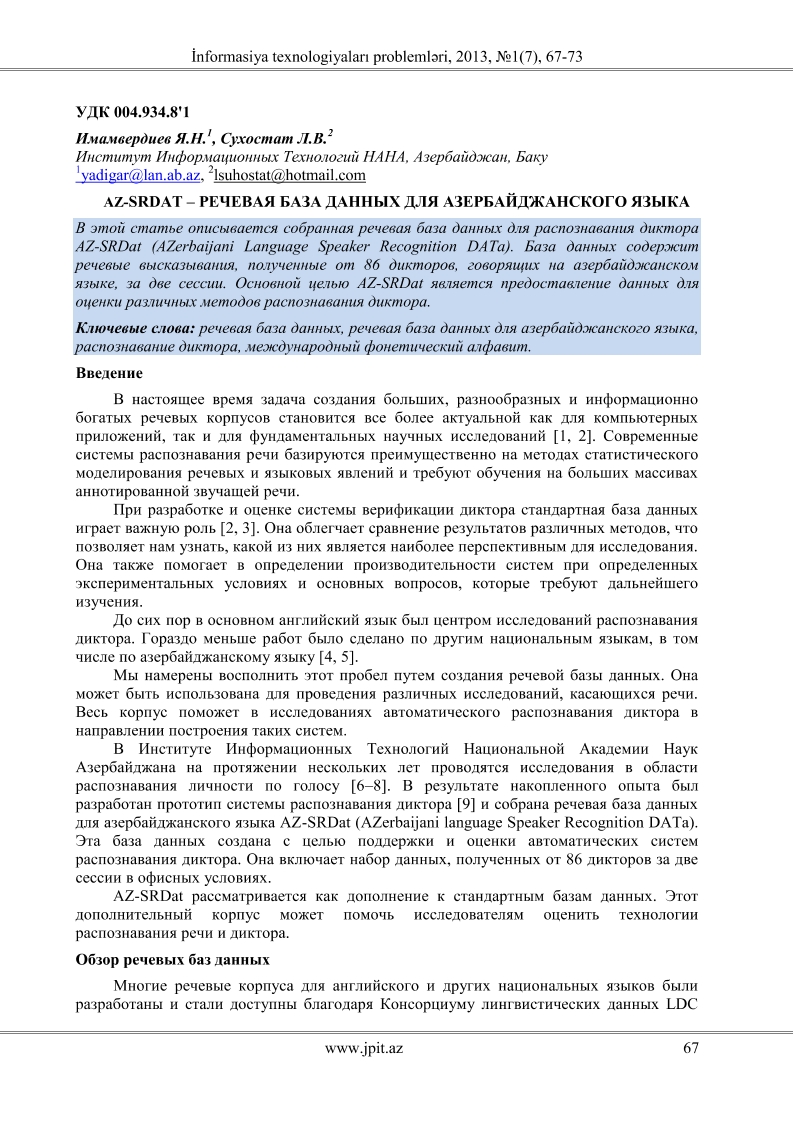 İnformasiya texnologiyaları problemləri, 2013, №1(7), 67-73
УДК 004.934.8'1
Имамвердиев Я.Н.1, Сухостат Л.В.2
Институт Информационных Технологий НАНА, Азербайджан, Баку
1yadigar@lan.ab.az, 2lsuhostat@hotmail.com
AZ-SRDAT – РЕЧЕВАЯ БАЗА ДАННЫХ ДЛЯ АЗЕРБАЙДЖАНСКОГО ЯЗЫКА
В этой статье описывается собранная речевая база данных для распознавания диктора
AZ-SRDat (AZerbaijani Language Speaker Recognition DATa). База данных содержит
речевые высказывания, полученные от 86 дикторов, говорящих на азербайджанском
языке, за две сессии. Основной целью AZ-SRDat является предоставление данных для
оценки различных методов распознавания диктора.
Ключевые слова: речевая база данных, речевая база данных для азербайджанского языка,
распознавание диктора, международный фонетический алфавит.
Введение
В настоящее время задача создания больших, разнообразных и информационно
богатых речевых корпусов становится все более актуальной как для компьютерных
приложений, так и для фундаментальных научных исследований [1, 2]. Современные
системы распознавания речи базируются преимущественно на методах статистического
моделирования речевых и языковых явлений и требуют обучения на больших массивах
аннотированной звучащей речи.
При разработке и оценке системы верификации диктора стандартная база данных
играет важную роль [2, 3]. Она облегчает сравнение результатов различных методов, что
позволяет нам узнать, какой из них является наиболее перспективным для исследования.
Она также помогает в определении производительности систем при определенных
экспериментальных условиях и основных вопросов, которые требуют дальнейшего
изучения.
До сих пор в основном английский язык был центром исследований распознавания
диктора. Гораздо меньше работ было сделано по другим национальным языкам, в том
числе по азербайджанскому языку [4, 5].
Мы намерены восполнить этот пробел путем создания речевой базы данных. Она
может быть использована для проведения различных исследований, касающихся речи.
Весь корпус поможет в исследованиях автоматического распознавания диктора в
направлении построения таких систем.
В Институте Информационных Технологий Национальной Академии Наук
Азербайджана на протяжении нескольких лет проводятся исследования в области
распознавания личности по голосу [6–8]. В результате накопленного опыта был
разработан прототип системы распознавания диктора [9] и собрана речевая база данных
для азербайджанского языка AZ-SRDat (AZerbaijani language Speaker Recognition DATa).
Эта база данных создана с целью поддержки и оценки автоматических систем
распознавания диктора. Она включает набор данных, полученных от 86 дикторов за две
сессии в офисных условиях.
AZ-SRDat рассматривается как дополнение к стандартным базам данных. Этот
дополнительный корпус может помочь исследователям оценить технологии
распознавания речи и диктора.
Обзор речевых баз данных
Многие речевые корпуса для английского и других национальных языков были
разработаны и стали доступны благодаря Консорциуму лингвистических данных LDC
www.jpit.az 67